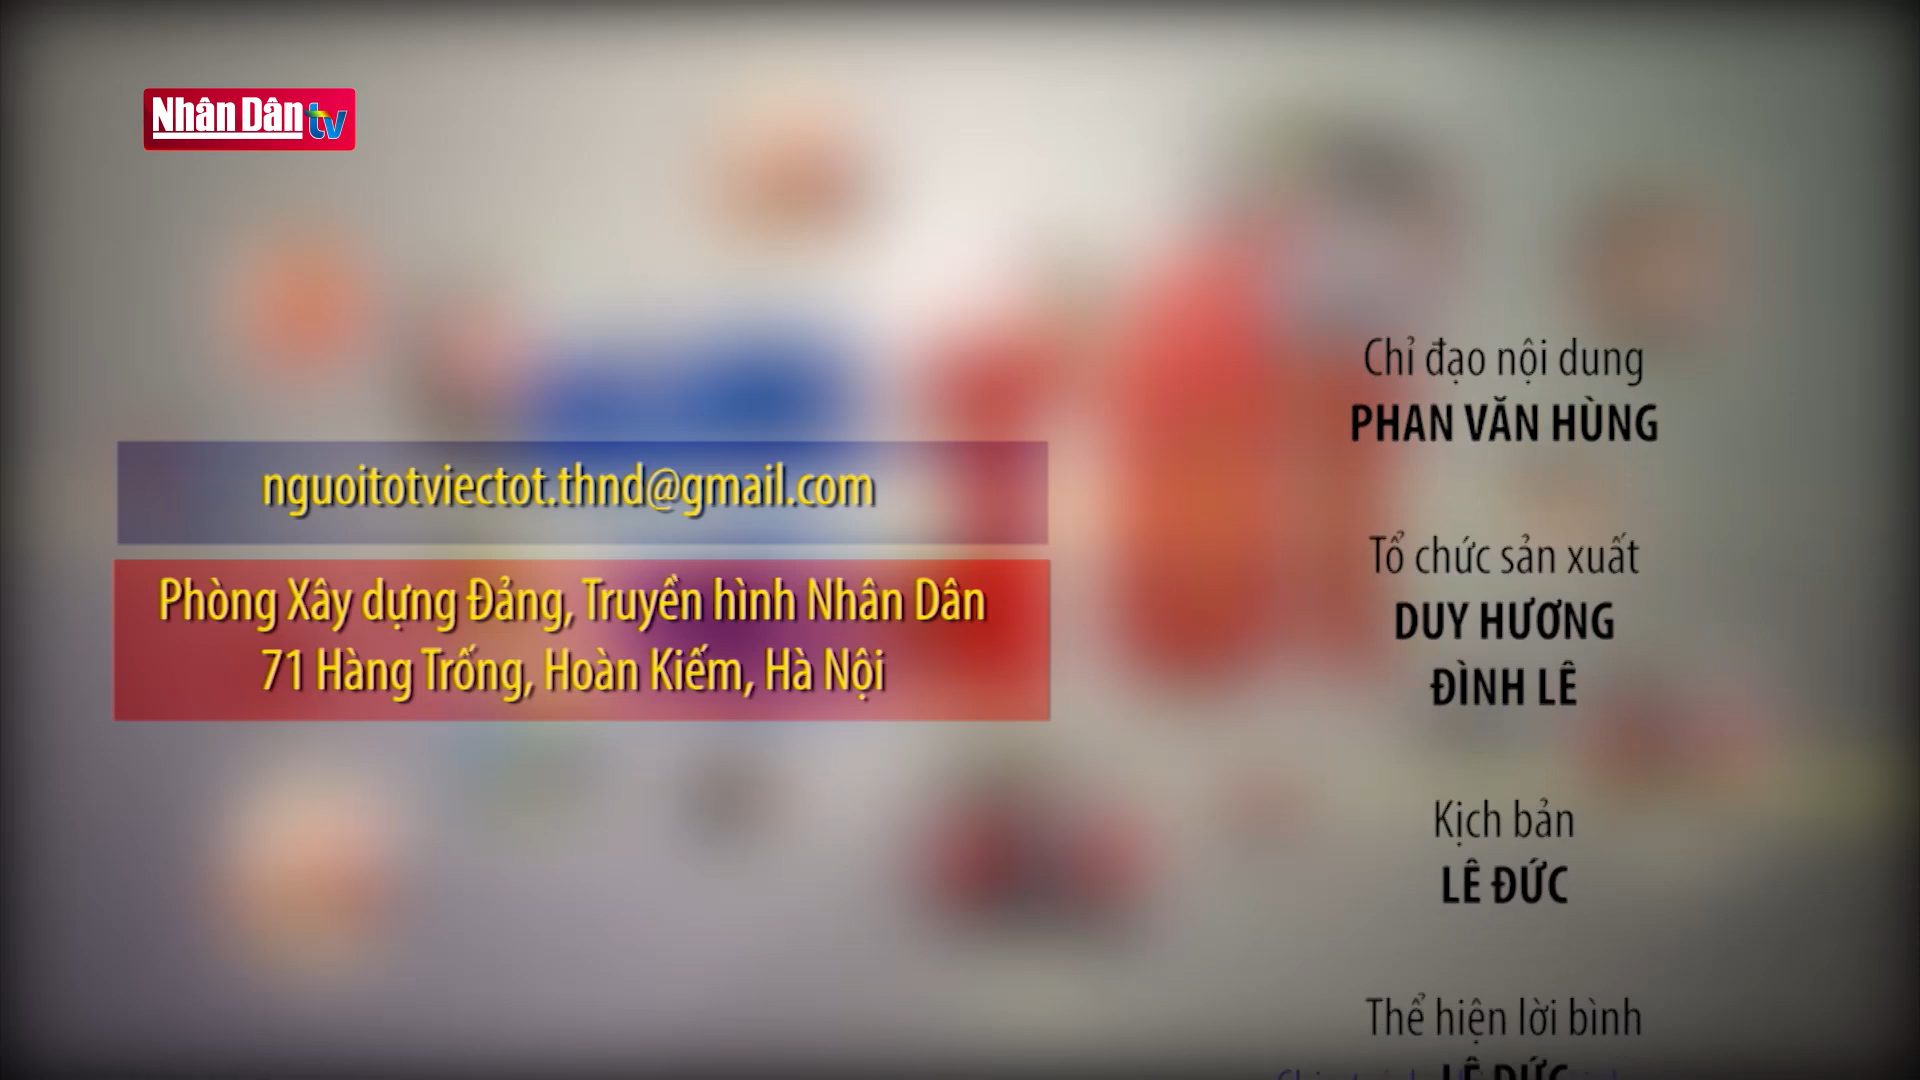 Nhân Dân tv
nguoitotviectot.thnd@gmail.com
Phòng Xây dựng Đảng, Truyền hình Nhân Dân
71 Hàng Trống, Hoàn Kiếm, Hà Nội
Chỉ đạo nội dung
PHAN VĂN HÙNG
Tổ chức sản xuất
DUY HƯƠNG
ĐÌNH LÊ
Kịch bản
LÊ ĐỨC
Thể hiện lời bình
LÊ ĐỨC